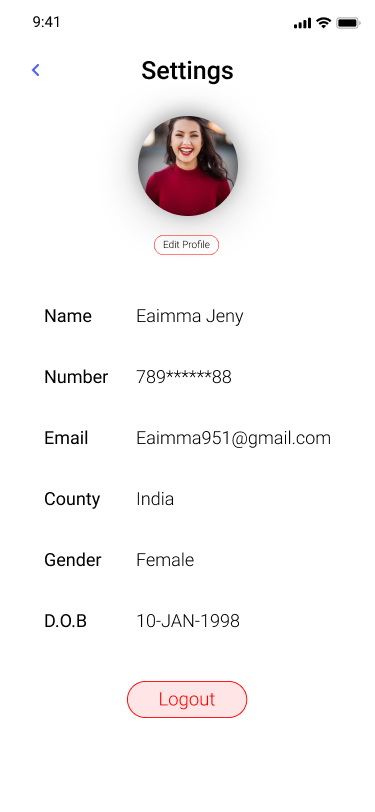 9:41
Settings
Edit Profile
Name Eaimma Jeny
Number 789******88
Email Eaimma951@gmail.com
County India
Gender Female
D.O.B 10-JAN-1998
Logout